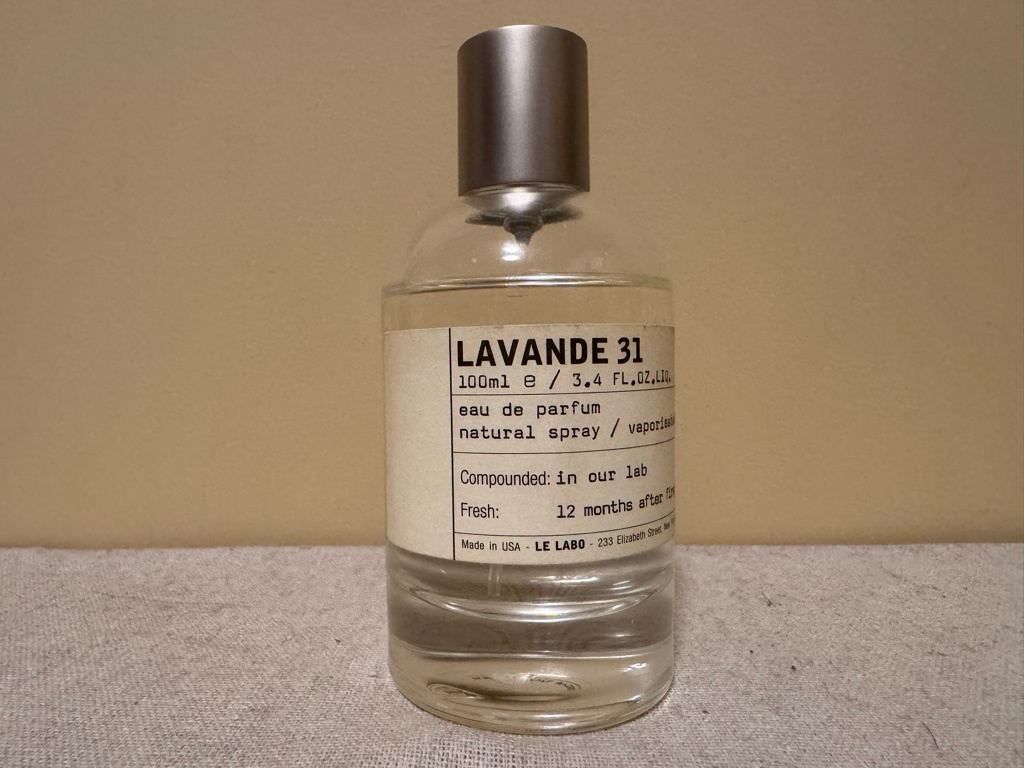 LAVANDE 31
100ml e / 3.4 FL.OZ.LIQ.
eau de parfum
natural spray /
Compounded: in our lab
Fresh: 12 months after
Made in USA - LE LABO - 233 Elizabeth Street, New